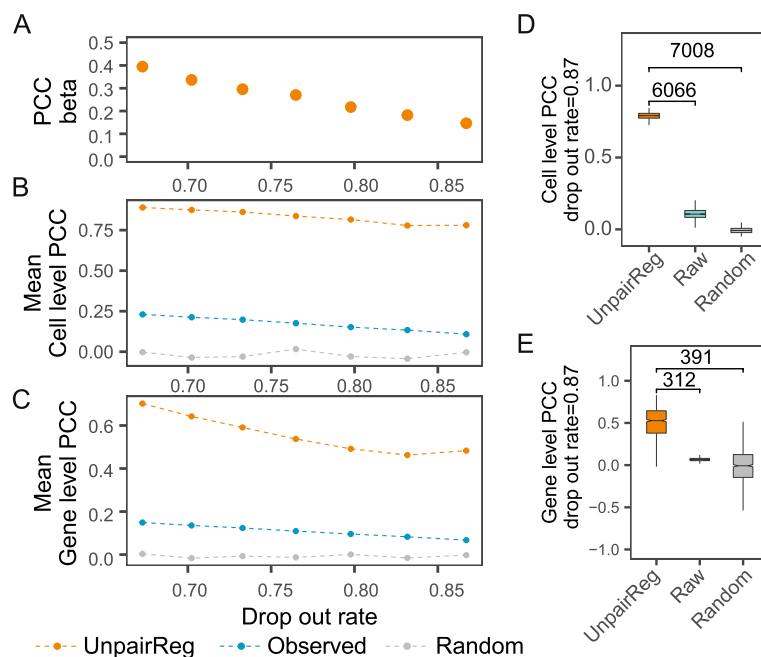 A
PCC
beta
0.5
0.4
0.3
0.2
0.1
0.0
0.70 0.75 0.80 0.85
B
Mean
Cell level PCC
0.75
0.50
0.25
0.00
0.70 0.75 0.80 0.85
C
Mean
Gene level PCC
0.6
0.4
0.2
0.0
0.70 0.75 0.80 0.85
Drop out rate
UnpairReg Observed Random
D
Cell level PCC
drop out rate=0.87
7008
6066
1.0
0.5
0.0
UnpairReg Raw Random
E
Gene level PCC
drop out rate=0.87
391
312
1.0
0.5
0.0
−0.5
−1.0
UnpairReg Raw Random